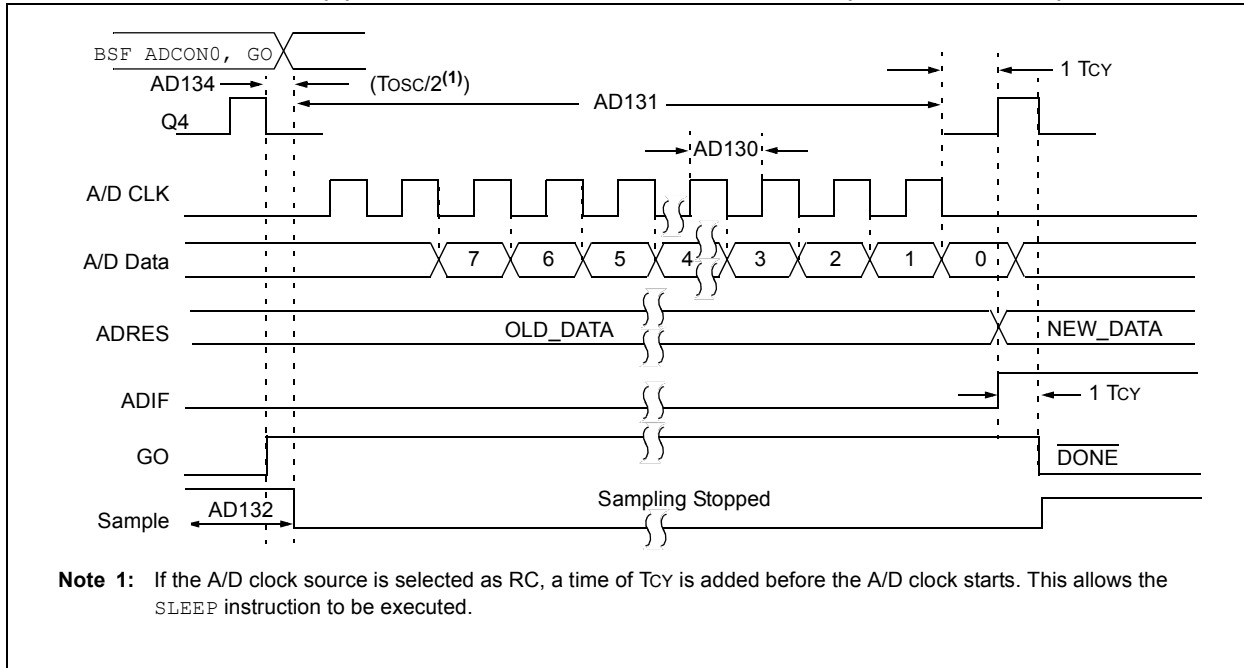 BSF ADCON0, GO
AD134
(TOSC/2(1))
1 TCY
AD131
Q4
AD130
A/D CLK
A/D Data
7
6
5
4
3
2
1
0
ADRES
OLD_DATA
NEW_DATA
ADIF
1 TCY
GO
DONE
Sample
AD132
Sampling Stopped
Note 1: If the A/D clock source is selected as RC, a time of TCY is added before the A/D clock starts. This allows the
SLEEP instruction to be executed.